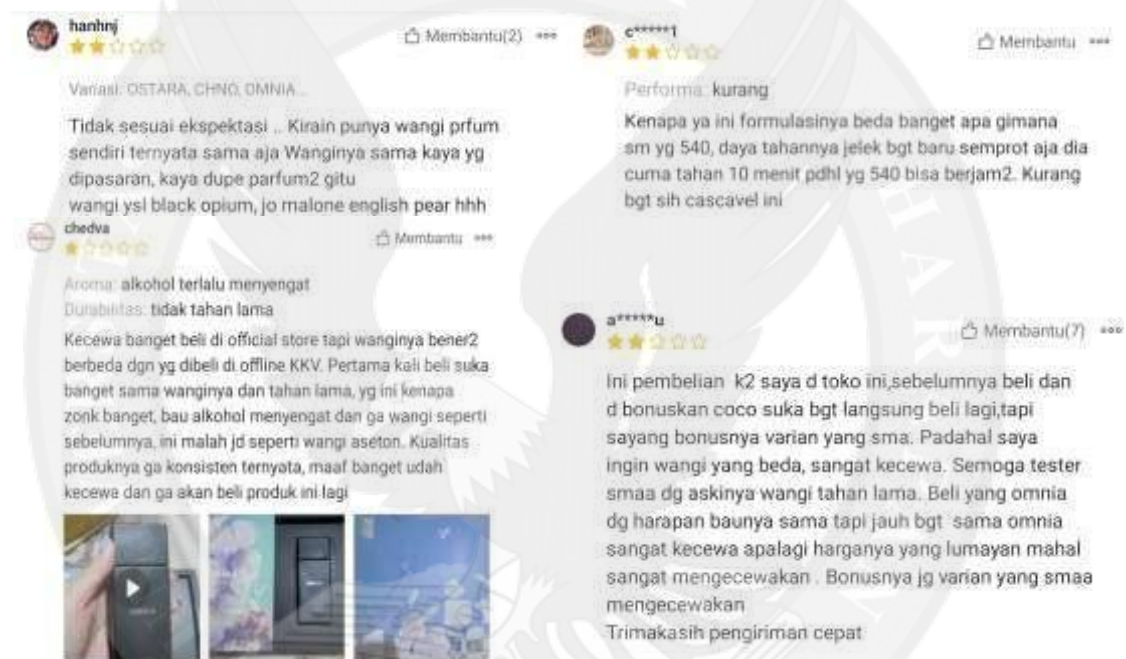 hanhnj
Membantu(2)
Variasi: OSTARA, CHNO, OMNIA...
Tidak sesuai ekspektasi .. Kirain punya wangi prfum
sendiri ternyata sama aja Wanginya sama kaya yg
dipasaran, kaya dupe parfum2 gitu
wangi ysl black opium, jo malone english pear hhh
chedva
Membantu
Aroma: alkohol terlalu menyengat
Durabilitas: tidak tahan lama
Kecewa banget beli di official store tapi wanginya bener2
berbeda dgn yg dibeli di offline KKV. Pertama kali beli suka
banget sama wanginya dan tahan lama, yg ini kenapa
zonk banget, bau alkohol menyengat dan ga wangi seperti
sebelumnya, ini malah jd seperti wangi aseton. Kualitas
produknya ga konsisten ternyata, maaf banget udah
kecewa dan ga akan beli produk ini lagi
c*****1
Membantu
Performa: kurang
Kenapa ya ini formulasinya beda banget apa gimana
sm yg 540, daya tahannya jelek bgt baru semprot aja dia
cuma tahan 10 menit pdhl yg 540 bisa berjam2. Kurang
bgt sih cascavel ini
a*****u
Membantu(7)
Ini pembelian k2 saya d toko ini,sebelumnya beli dan
d bonuskan coco suka bgt langsung beli lagi,tapi
sayang bonusnya varian yang sma. Padahal saya
ingin wangi yang beda, sangat kecewa. Semoga tester
smaa dg askinya wangi tahan lama. Beli yang omnia
dg harapan baunya sama tapi jauh bgt sama omnia
sangat kecewa apalagi harganya yang lumayan mahal
sangat mengecewakan . Bonusnya jg varian yang smaa
mengecewakan
Trimakasih pengiriman cepat